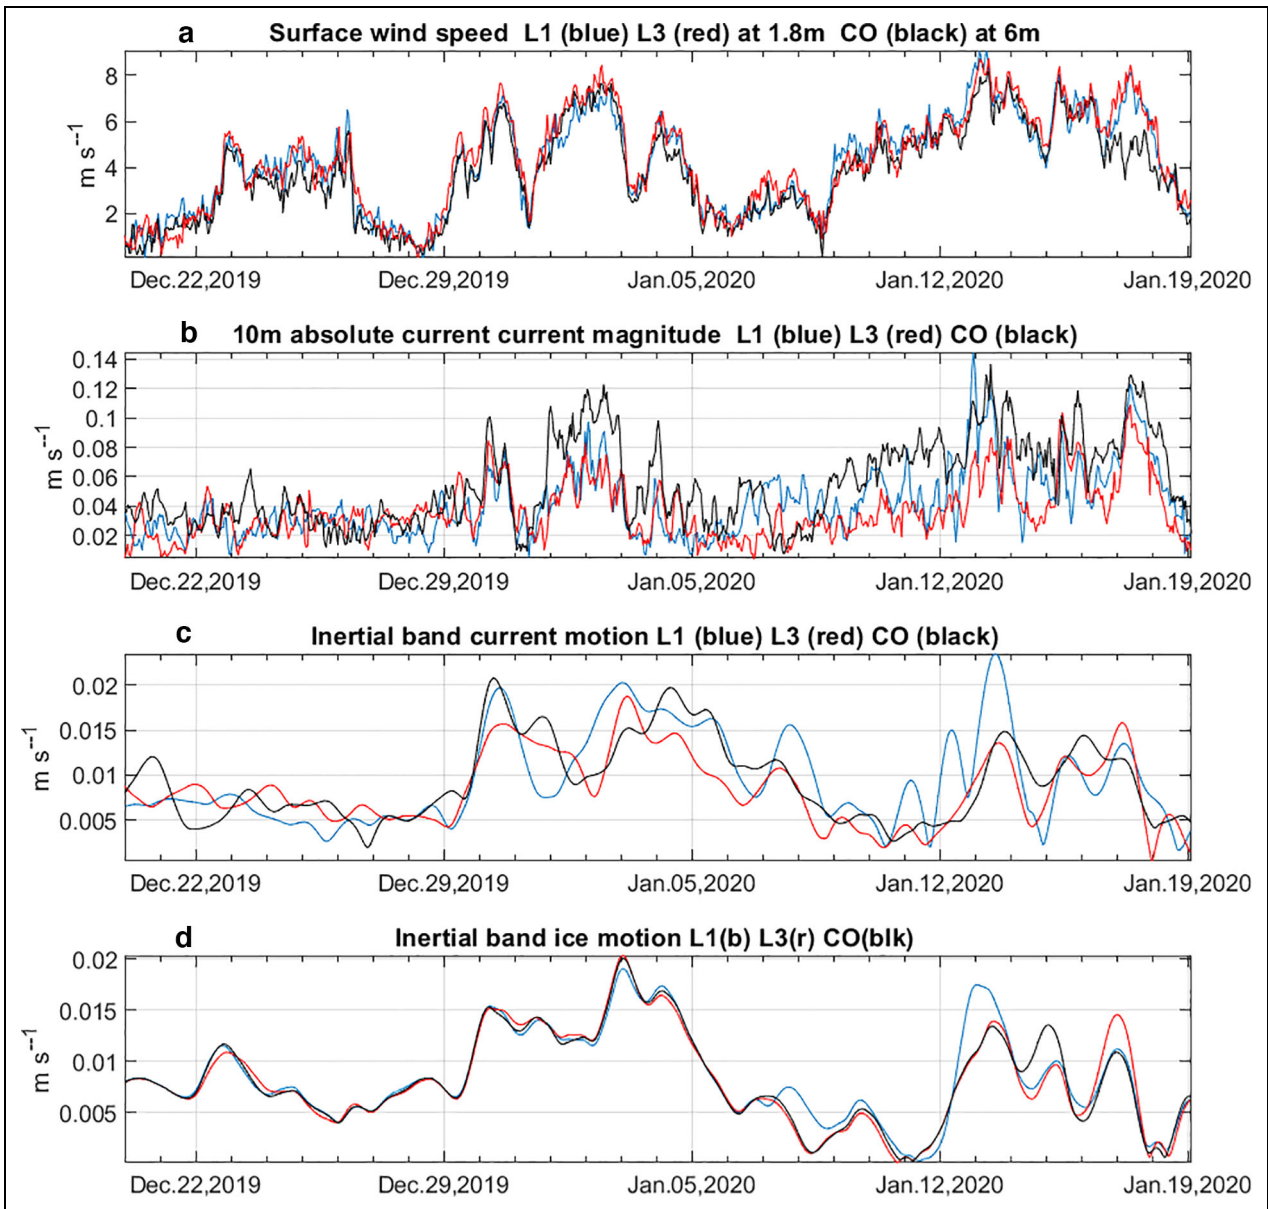 a Surface wind speed L1 (blue) L3 (red) at 1.8m CO (black) at 6m
8
6
4
2
m s--1
Dec.22,2019 Dec.29,2019 Jan.05,2020 Jan.12,2020 Jan.19,2020
b 10m absolute current current magnitude L1 (blue) L3 (red) CO (black)
0.14
0.12
0.1
0.08
0.06
0.04
0.02
m s--1
Dec.22,2019 Dec.29,2019 Jan.05,2020 Jan.12,2020 Jan.19,2020
c Inertial band current motion L1 (blue) L3 (red) CO (black)
0.02
0.015
0.01
0.005
m s--1
Dec.22,2019 Dec.29,2019 Jan.05,2020 Jan.12,2020 Jan.19,2020
d Inertial band ice motion L1(b) L3(r) CO(blk)
0.02
0.015
0.01
0.005
m s--1
Dec.22,2019 Dec.29,2019 Jan.05,2020 Jan.12,2020 Jan.19,2020